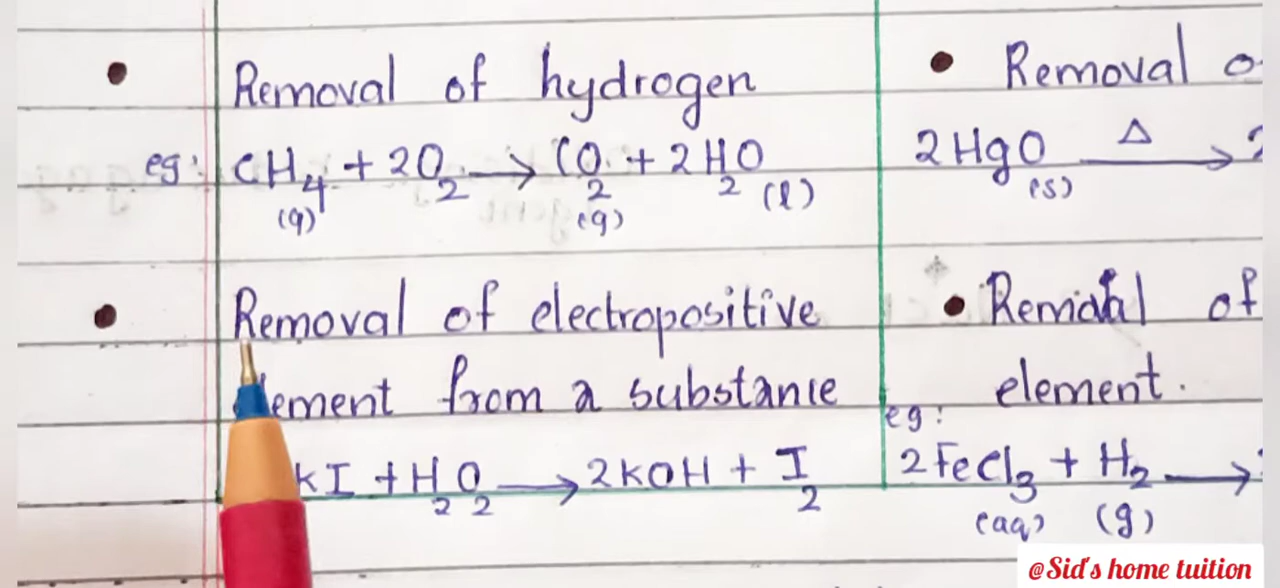 • Removal of hydrogen
eg: CH4 + 2O2 → CO2 + 2H2O
(g) (g) (l)
• Removal of electropositive
lement from a substance
kI + H2O2 → 2KOH + I2
• Removal o
2HgO Δ →
(s)
• Removal of
element.
eg:
2FeCl3 + H2 →
(aq) (g)
@Sid's home tuition